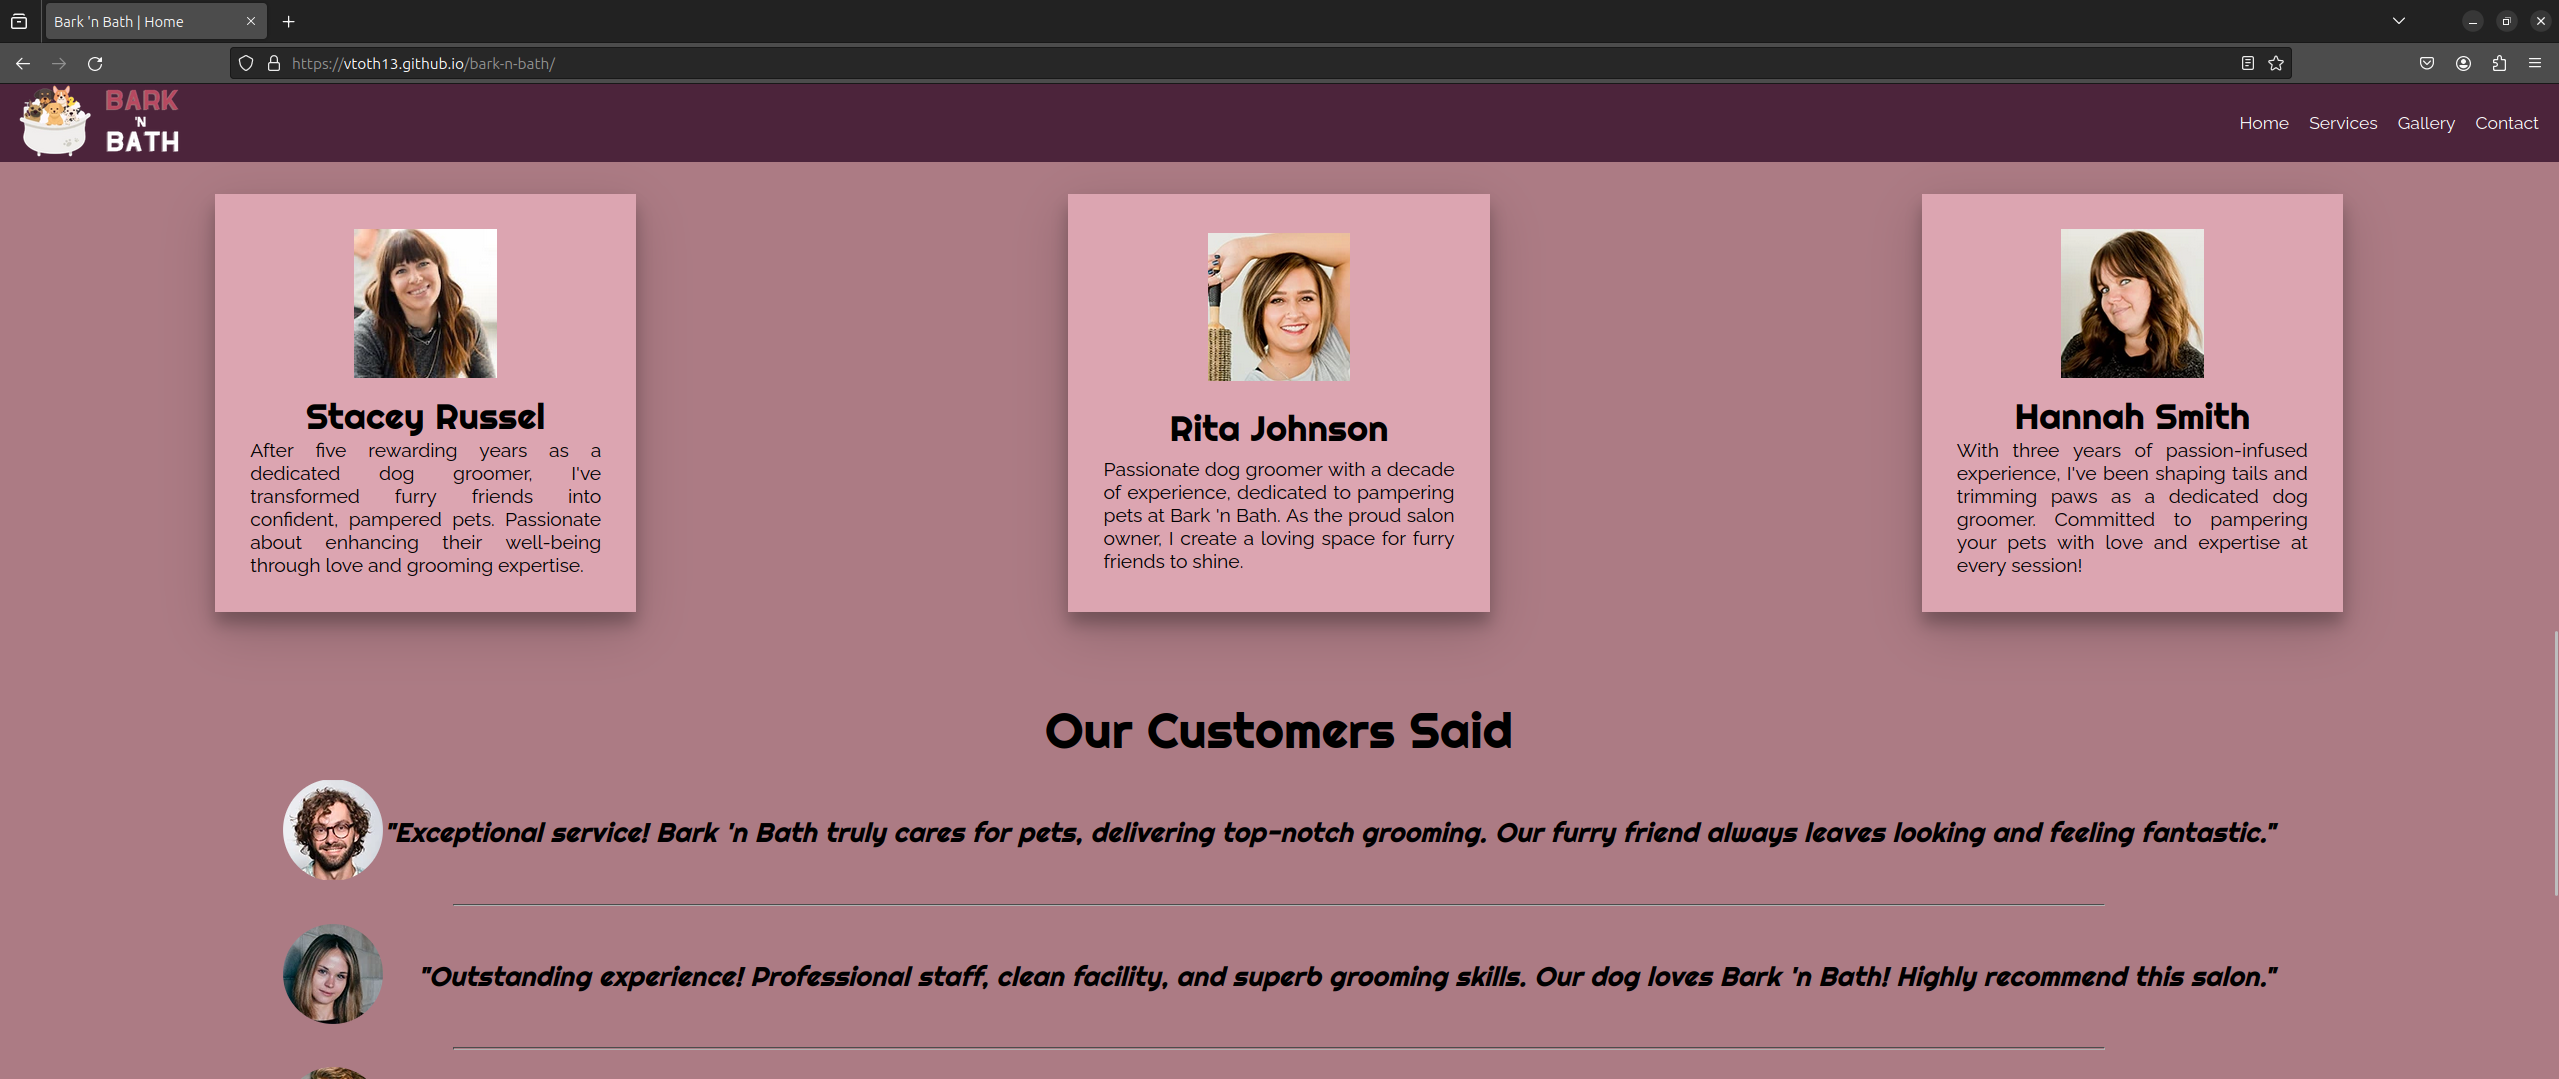 Bark 'n Bath | Home
https://vtoth13.github.io/bark-n-bath/
BARK
'N
BATH
Home
Services
Gallery
Contact
Stacey Russel
After five rewarding years as a
dedicated dog groomer, I've
transformed furry friends into
confident, pampered pets. Passionate
about enhancing their well-being
through love and grooming expertise.
Rita Johnson
Passionate dog groomer with a decade
of experience, dedicated to pampering
pets at Bark 'n Bath. As the proud salon
owner, I create a loving space for furry
friends to shine.
Hannah Smith
With three years of passion-infused
experience, I've been shaping tails and
trimming paws as a dedicated dog
groomer. Committed to pampering
your pets with love and expertise at
every session!
Our Customers Said
"Exceptional service! Bark 'n Bath truly cares for pets, delivering top-notch grooming. Our furry friend always leaves looking and feeling fantastic."
"Outstanding experience! Professional staff, clean facility, and superb grooming skills. Our dog loves Bark 'n Bath! Highly recommend this salon."